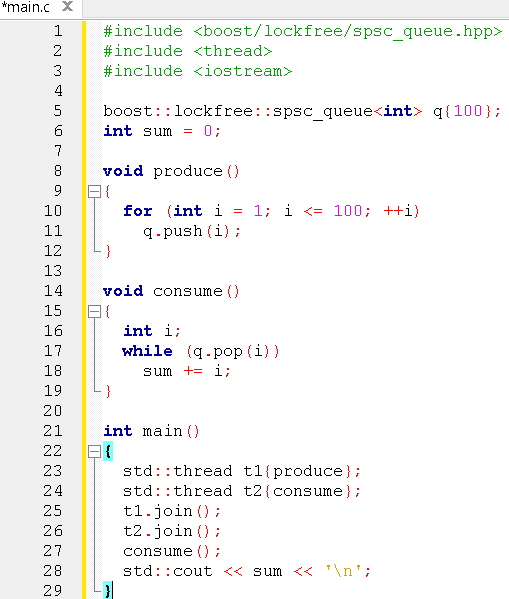 *main.c X
1 #include <boost/lockfree/spsc_queue.hpp>
2 #include <thread>
3 #include <iostream>
4
5 boost::lockfree::spsc_queue<int> q{100};
6 int sum = 0;
7
8 void produce()
9 {
10   for (int i = 1; i <= 100; ++i)
11     q.push(i);
12 }
13
14 void consume()
15 {
16   int i;
17   while (q.pop(i))
18     sum += i;
19 }
20
21 int main()
22 {
23   std::thread t1{produce};
24   std::thread t2{consume};
25   t1.join();
26   t2.join();
27   consume();
28   std::cout << sum << '\n';
29 }